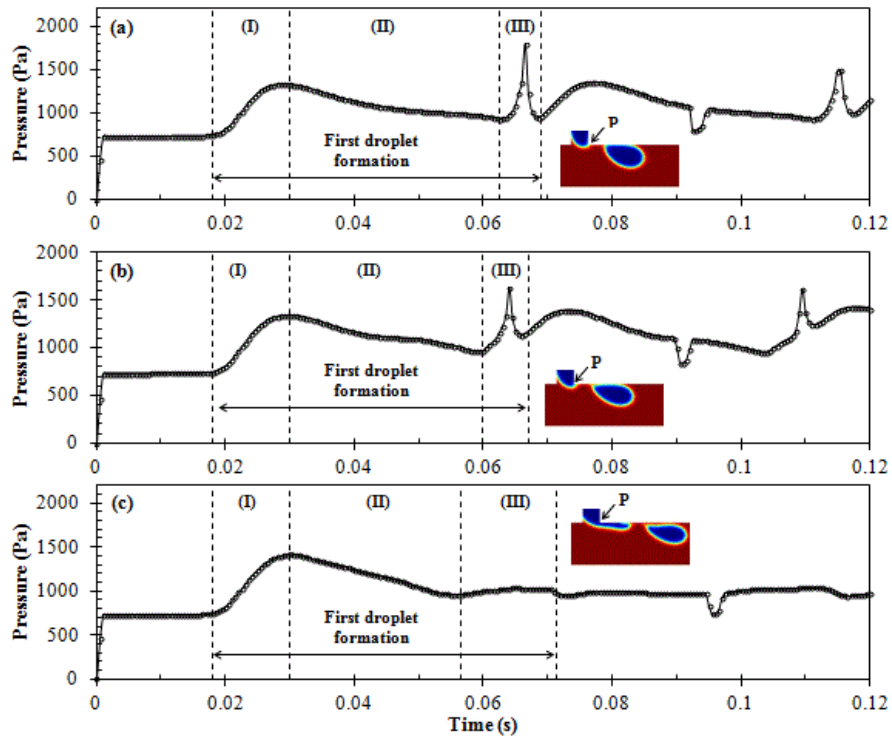 (a) (I) (II) (III)
Pressure (Pa)
2000
1500
1000
500
0
First droplet
formation
P
0 0.02 0.04 0.06 0.08 0.1 0.12
(b) (I) (II) (III)
Pressure (Pa)
2000
1500
1000
500
0
First droplet
formation
P
0 0.02 0.04 0.06 0.08 0.1 0.12
(c) (I) (II) (III)
Pressure (Pa)
2000
1500
1000
500
0
First droplet
formation
P
0 0.02 0.04 0.06 0.08 0.1 0.12
Time (s)